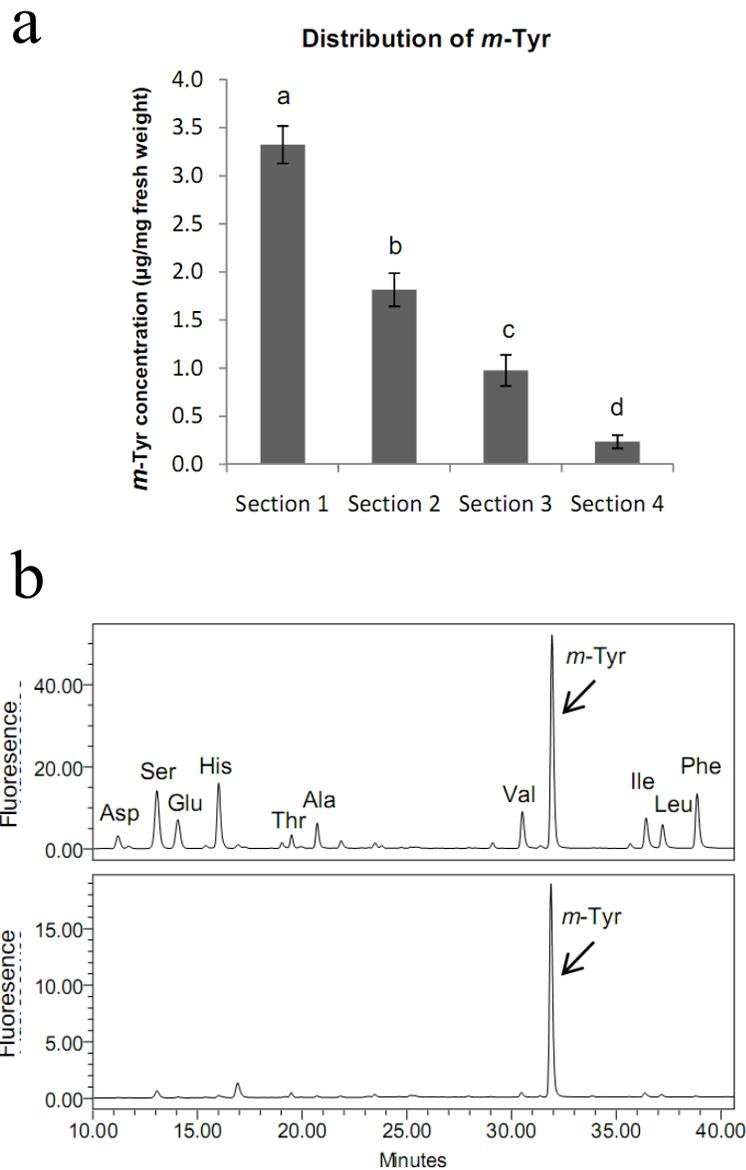 a
Distribution of m-Tyr
m-Tyr concentration (µg/mg fresh weight)
4.0
3.5
3.0
2.5
2.0
1.5
1.0
0.5
0.0
a
b
c
d
Section 1 Section 2 Section 3 Section 4
b
Fluoresence
40.00
20.00
0.00
Asp
Ser
Glu
His
Thr
Ala
Val
m-Tyr
Ile
Leu
Phe
Fluoresence
15.00
10.00
5.00
0.00
m-Tyr
10.00 15.00 20.00 25.00 30.00 35.00 40.00
Minutes